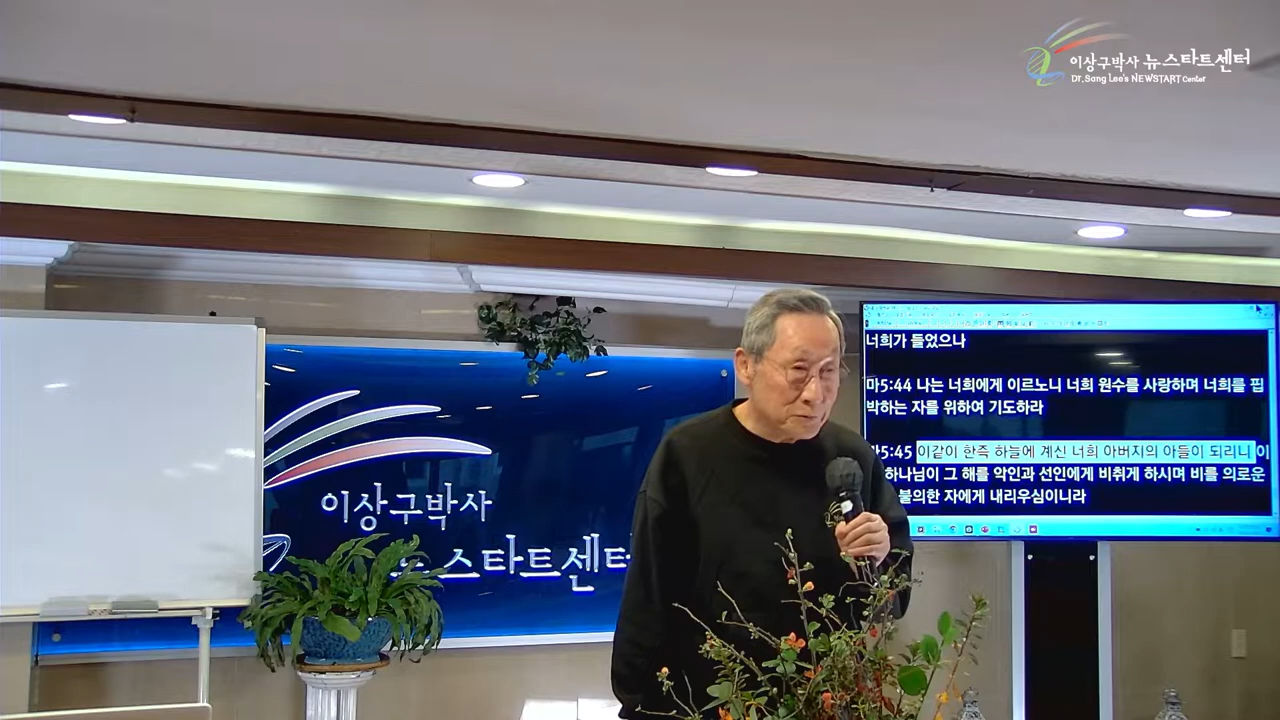 이상구박사 뉴스타트센터
Dr. Sang Lee's NEWSTART Center
너희가 들었으나
마5:44 나는 너희에게 이르노니 너희 원수를 사랑하며 너희를 핍
박하는 자를 위하여 기도하라
마5:45 이같이 한즉 하늘에 계신 너희 아버지의 아들이 되리니 이
하나님이 그 해를 악인과 선인에게 비취게 하시며 비를 의로운
불의한 자에게 내리우심이니라
이상구박사
뉴스타트센터